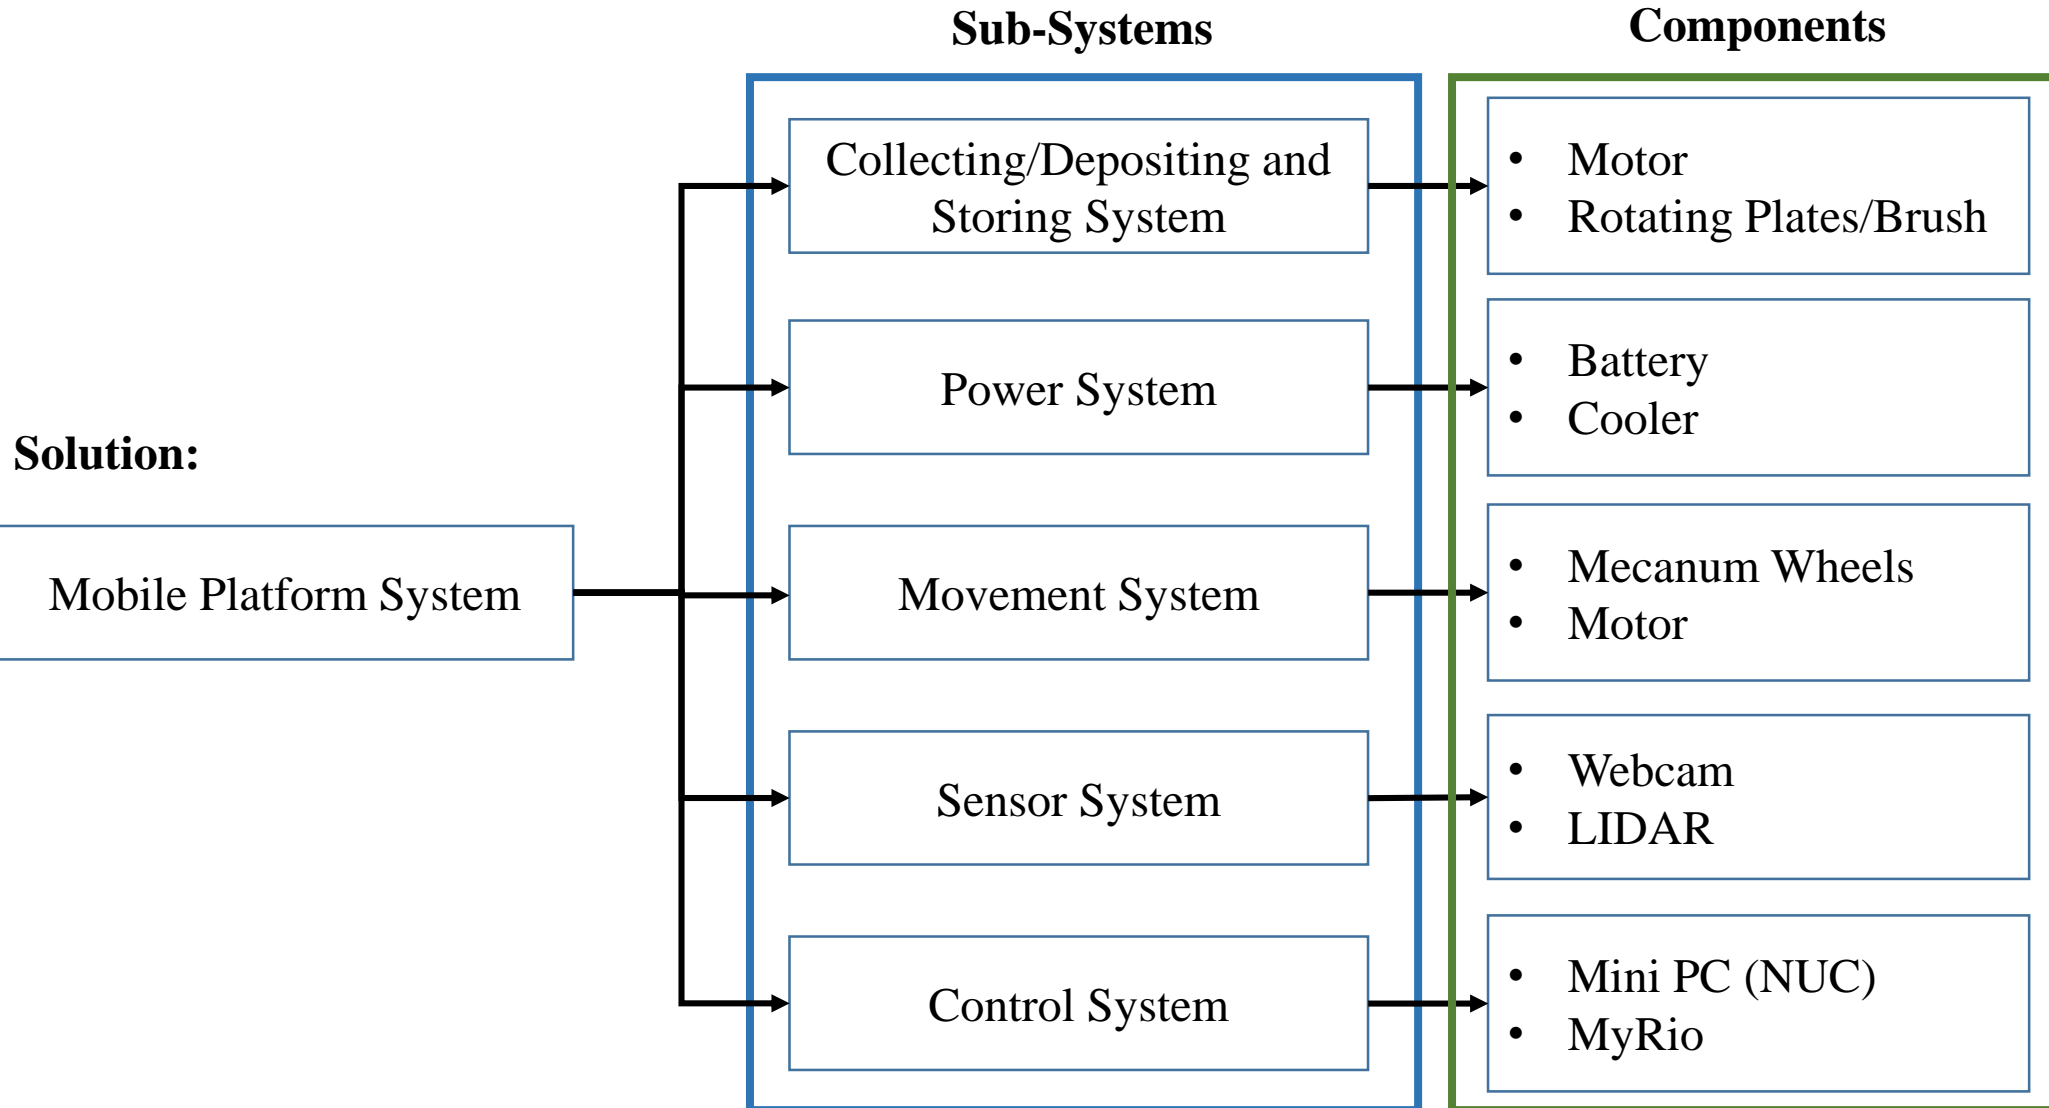 Sub-Systems
Components
Solution:
Mobile Platform System
Collecting/Depositing and
Storing System
• Motor
• Rotating Plates/Brush
Power System
• Battery
• Cooler
Movement System
• Mecanum Wheels
• Motor
Sensor System
• Webcam
• LIDAR
Control System
• Mini PC (NUC)
• MyRio